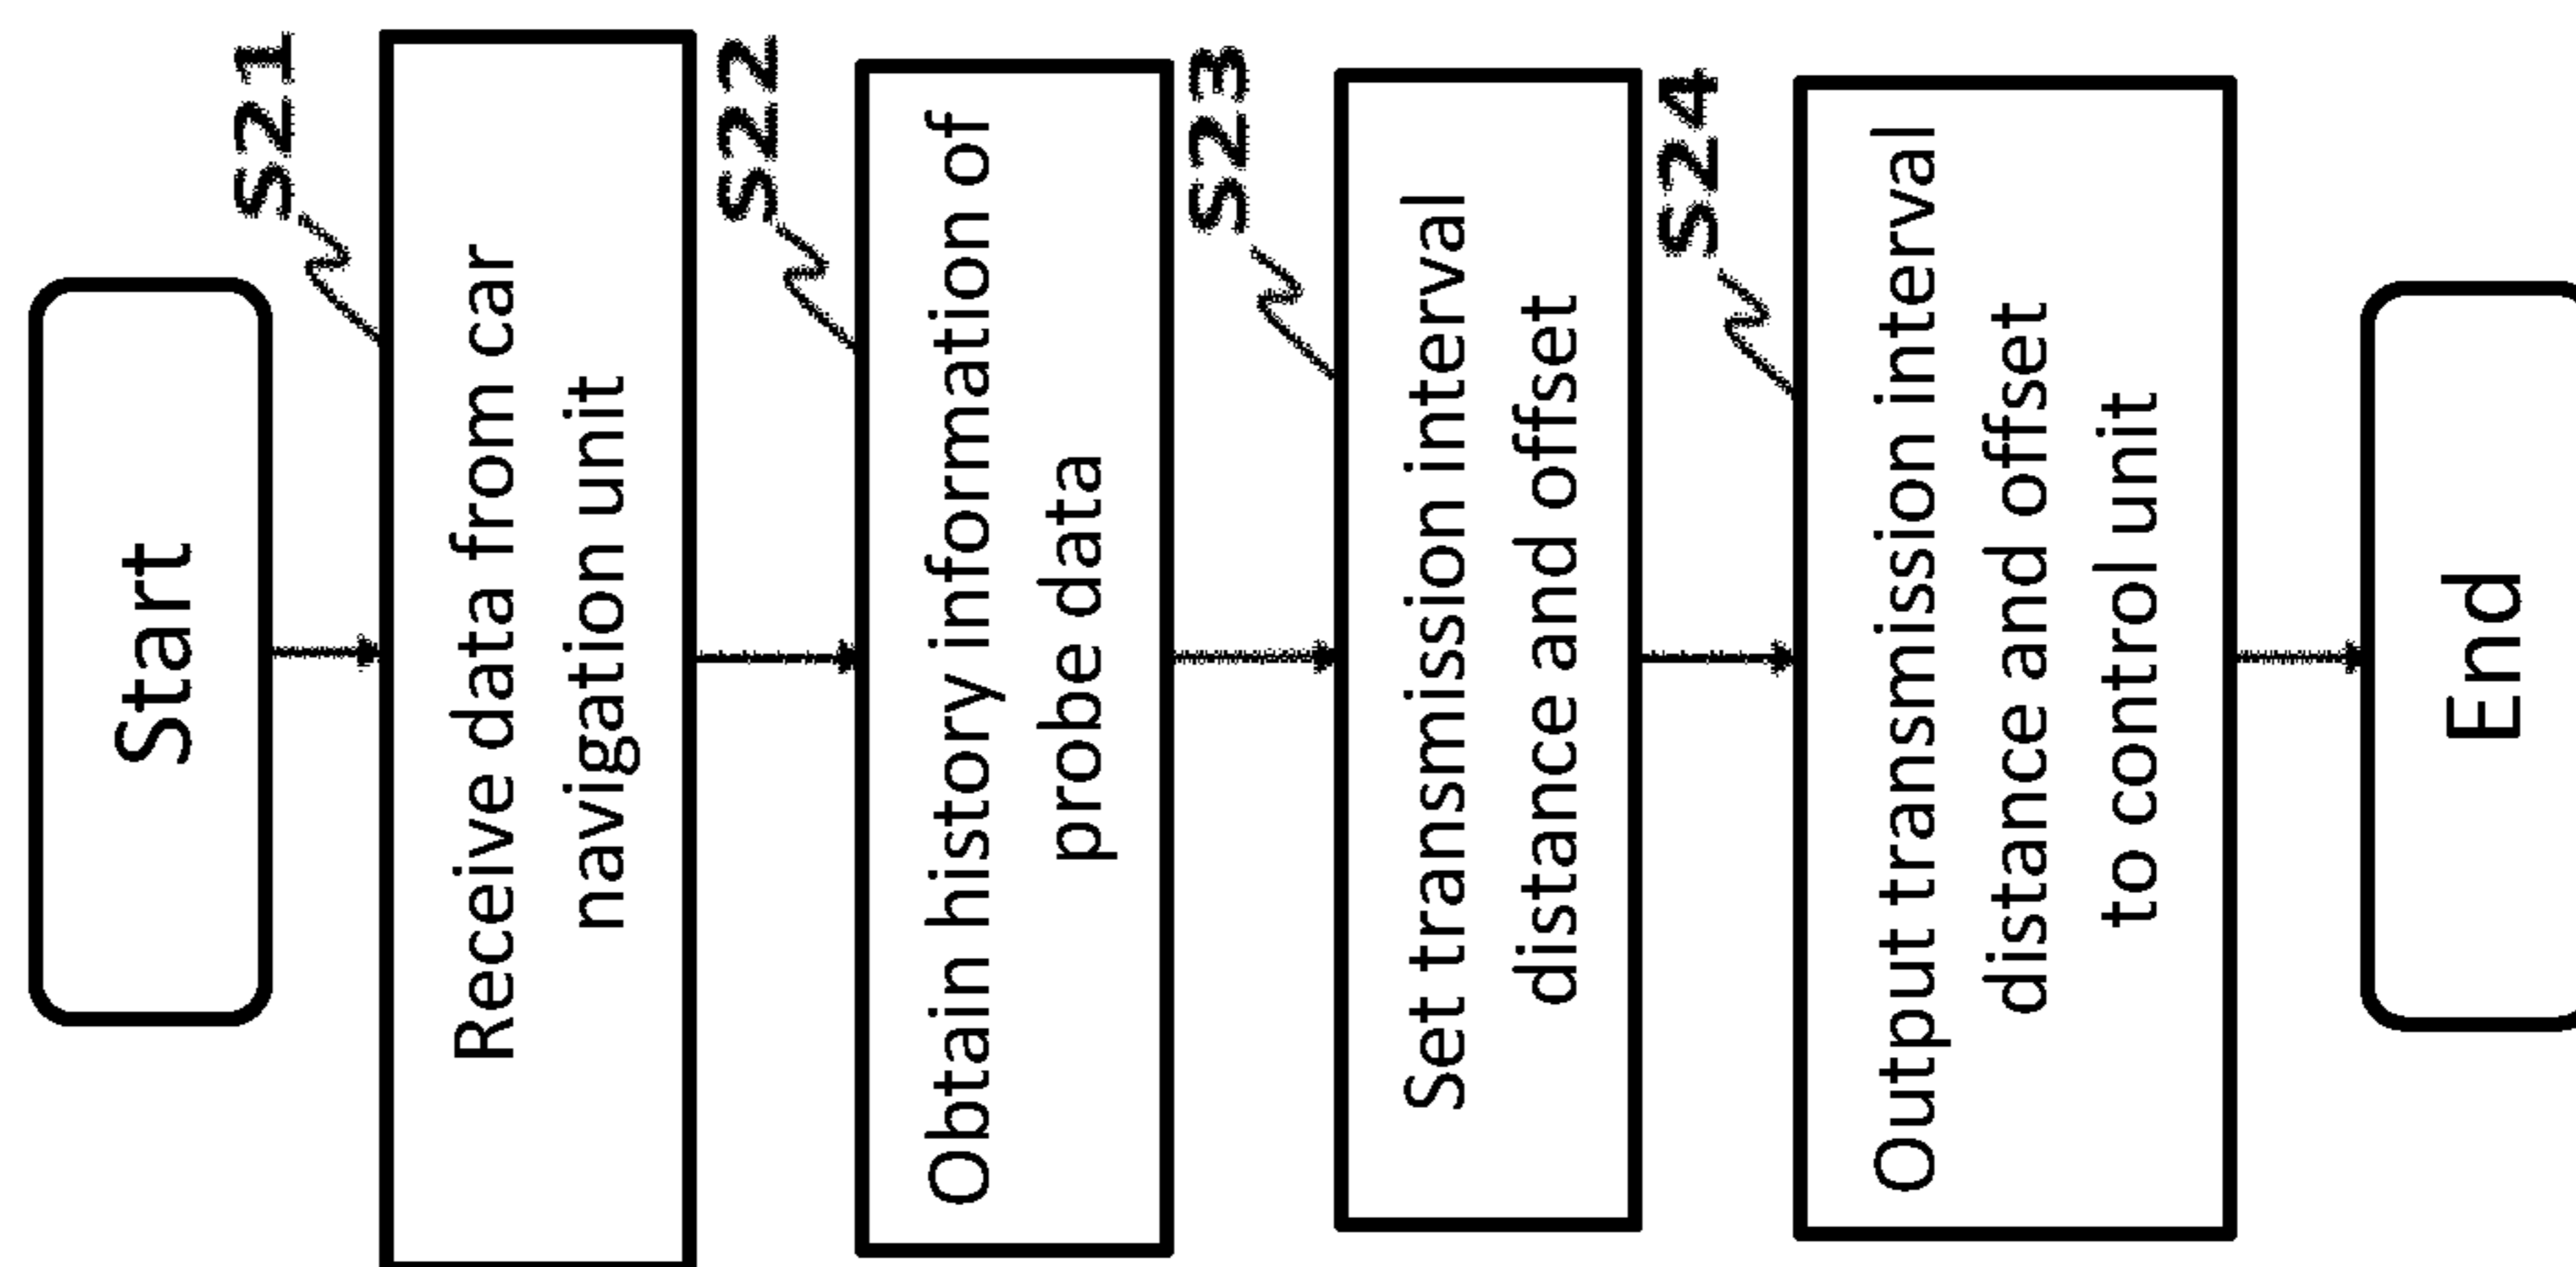 Start
S21
Receive data from car
navigation unit
S22
Obtain history information of
probe data
S23
Set transmission interval
distance and offset
S24
Output transmission interval
distance and offset
to control unit
End